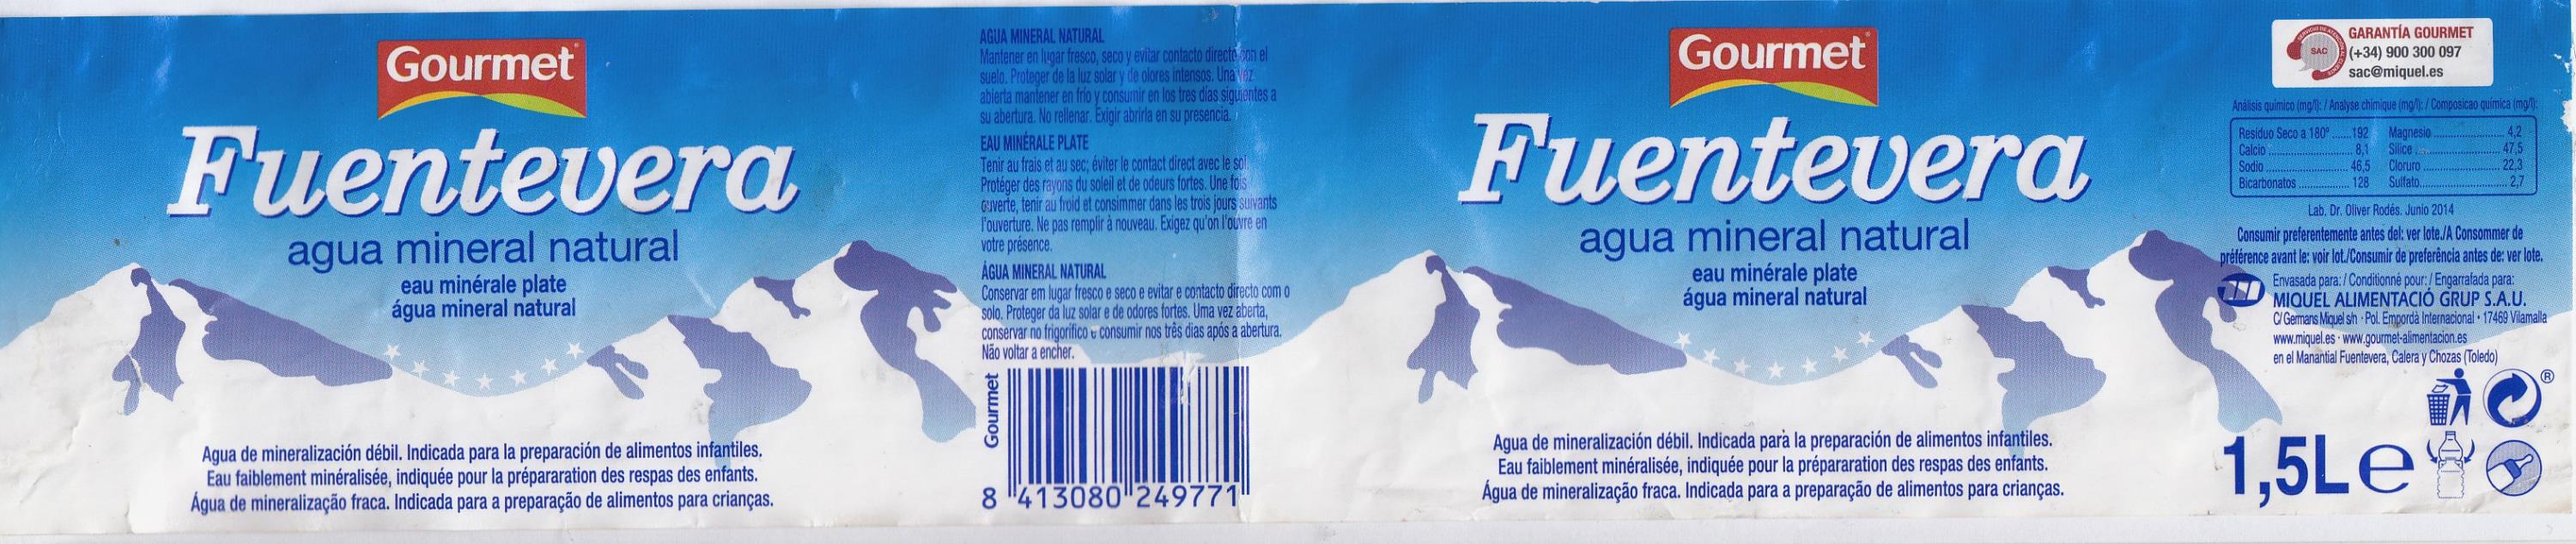 Gourmet
Fuentevera
agua mineral natural
eau minérale plate
água mineral natural
Agua de mineralización débil. Indicada para la preparación de alimentos infantiles.
Eau faiblement minéralisée, indiquée pour la prépararation des respas des enfants.
Água de mineralização fraca. Indicada para a preparação de alimentos para crianças.
AGUA MINERAL NATURAL
Mantener en lugar fresco, seco y evitar contacto directo con el
suelo. Proteger de la luz solar y de olores intensos. Una vez
abierta mantener en frio y consumir en los tres días siguientes a
su abertura. No rellenar. Exigir abrirla en su presencia.
EAU MINÉRALE PLATE
Tenir au frais et au sec; éviter le contact direct avec le sol.
Protéger des rayons du soleil et de odeurs fortes. Une fois
ouverte, tenir au froid et consimmer dans les trois jours suivants
l'ouverture. Ne pas remplir à nouveau. Exigez qu'on l'ouvre en
votre présence.
ÁGUA MINERAL NATURAL
Conservar em lugar fresco e seco e evitar e contacto directo com o
solo. Proteger da luz solar e de odores fortes. Uma vez aberta,
conservar no frigorífico e consumir nos três dias após a abertura.
Não voltar a encher.
Gourmet
8 413080 249771
Gourmet
Fuentevera
agua mineral natural
eau minérale plate
água mineral natural
Agua de mineralización débil. Indicada para la preparación de alimentos infantiles.
Eau faiblement minéralisée, indiquée pour la prépararation des respas des enfants.
Água de mineralização fraca. Indicada para a preparação de alimentos para crianças.
SAC
GARANTÍA GOURMET
(+34) 900 300 097
sac@miquel.es
Análisis químico (mg/l): / Analyse chimique (mg/l): / Composicao quimica (mg/l):
Residuo Seco a 180º ...... 192 Magnesio ...... 4,2
Calcio ...... 8,1 Sílice ...... 47,5
Sodio ...... 46,5 Cloruro ...... 22,3
Bicarbonatos ...... 128 Sulfato ...... 2,7
Lab. Dr. Oliver Rodés. Junio 2014
Consumir preferentemente antes del: ver lote./A Consommer de
préférence avant le: voir lot./Consumir de preferência antes de: ver lote.
Envasada para: / Conditionné pour: / Engarrafada para:
MIQUEL ALIMENTACIÓ GRUP S.A.U.
C/ Germans Miquel s/n · Pol. Empordà Internacional · 17469 Vilamalla
www.miquel.es · www.gourmet-alimentacion.es
en el Manantial Fuentevera, Calera y Chozas (Toledo)
®
1,5L e